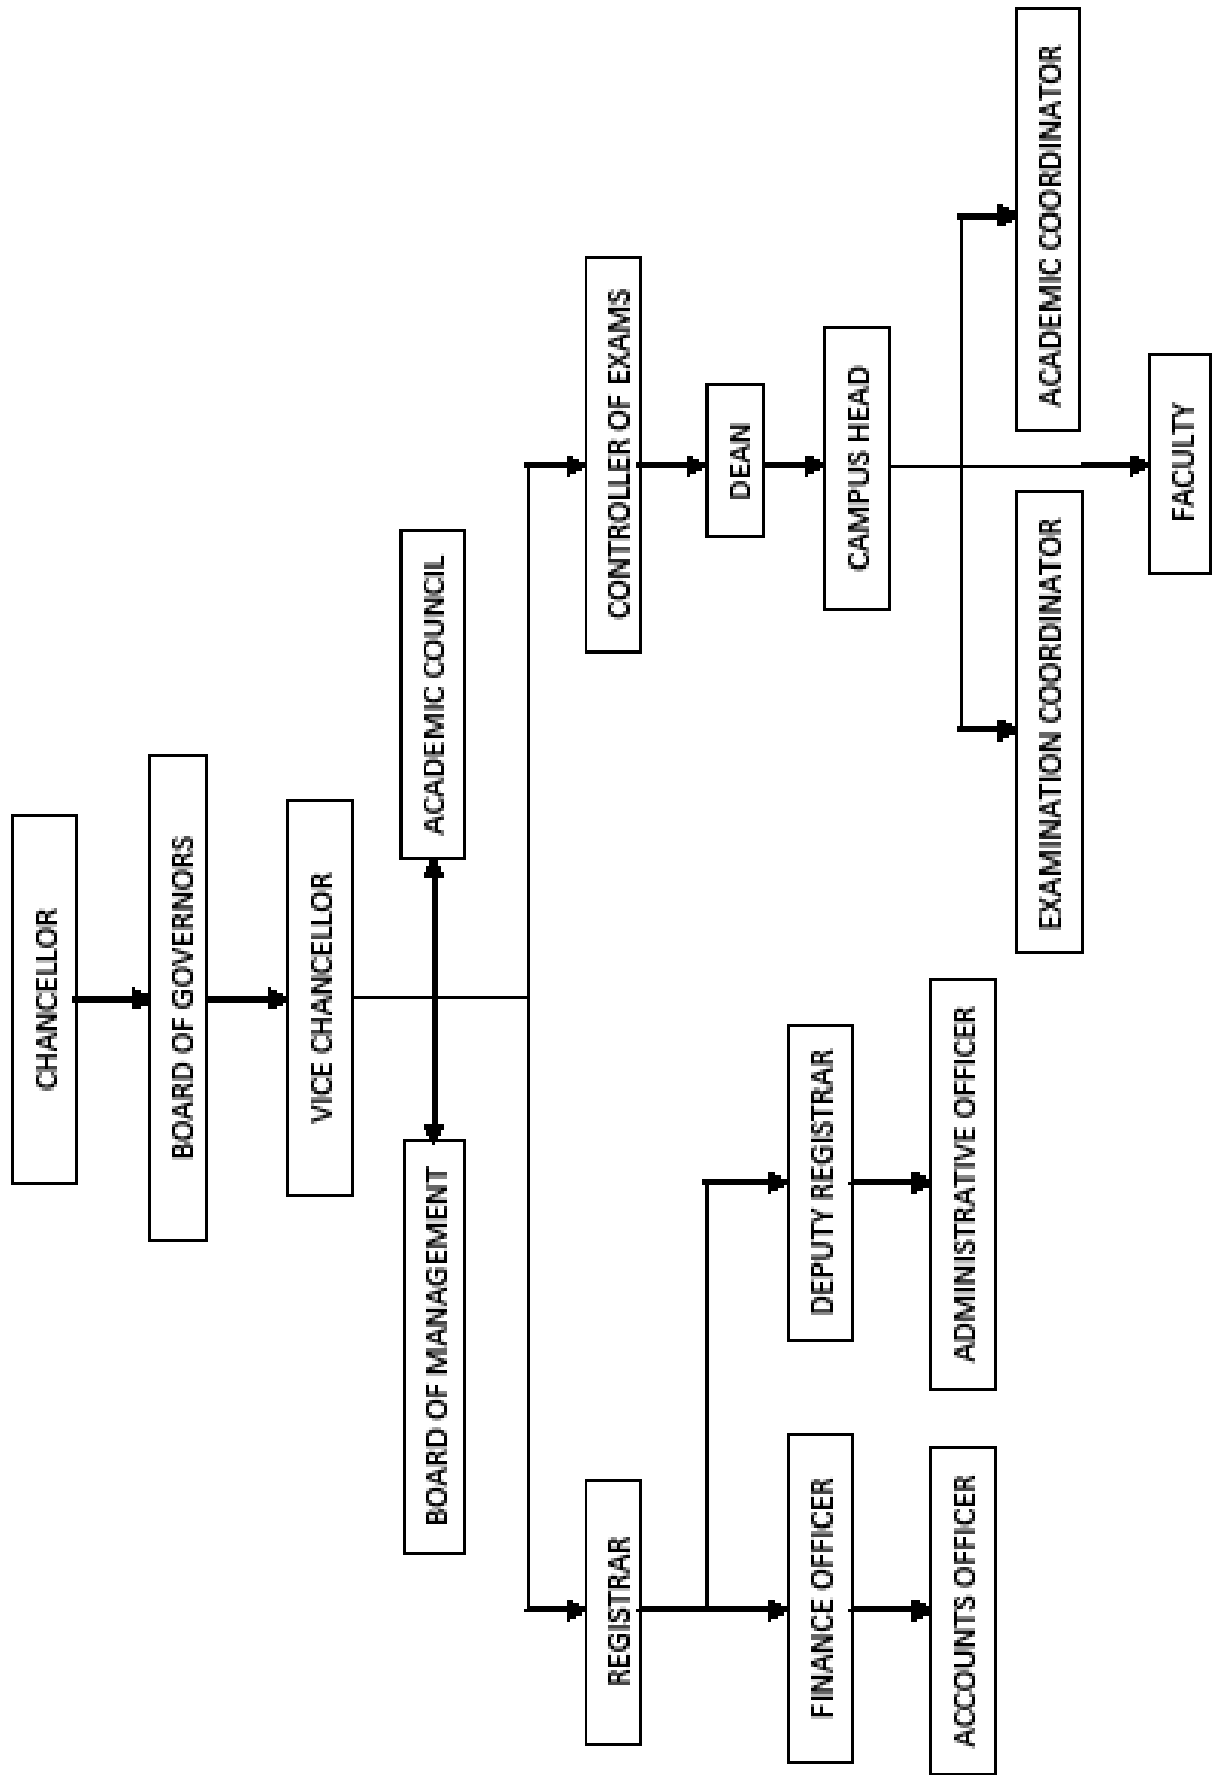 CHANCELLOR
BOARD OF GOVERNORS
VICE CHANCELLOR
BOARD OF MANAGEMENT
ACADEMIC COUNCIL
REGISTRAR
CONTROLLER OF EXAMS
DEAN
FINANCE OFFICER
DEPUTY REGISTRAR
CAMPUS HEAD
ACCOUNTS OFFICER
ADMINISTRATIVE OFFICER
EXAMINATION COORDINATOR
ACADEMIC COORDINATOR
FACULTY